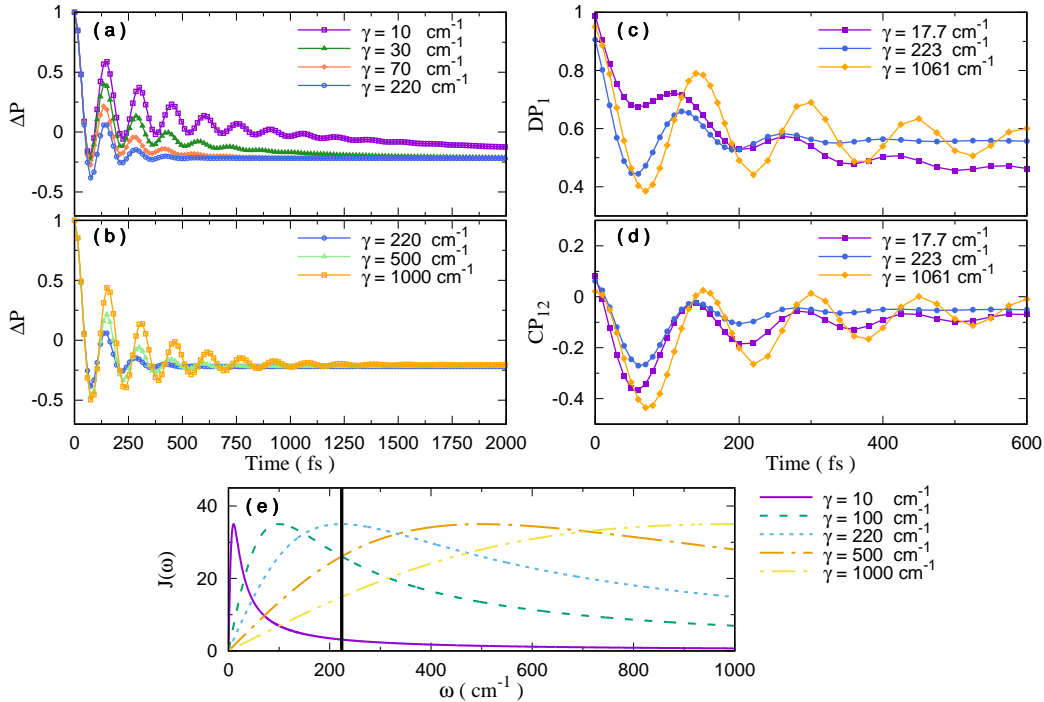 ( a )
γ = 10 cm-1
γ = 30 cm-1
γ = 70 cm-1
γ = 220 cm-1
ΔP
1
0.5
0
-0.5
( b )
γ = 220 cm-1
γ = 500 cm-1
γ = 1000 cm-1
ΔP
1
0.5
0
-0.5
0 250 500 750 1000 1250 1500 1750 2000
Time ( fs )
( c )
γ = 17.7 cm-1
γ = 223 cm-1
γ = 1061 cm-1
DP1
1
0.8
0.6
0.4
( d )
γ = 17.7 cm-1
γ = 223 cm-1
γ = 1061 cm-1
CP12
0.2
0
-0.2
-0.4
0 200 400 600
Time ( fs )
( e )
γ = 10 cm-1
γ = 100 cm-1
γ = 220 cm-1
γ = 500 cm-1
γ = 1000 cm-1
J(ω)
40
20
0
0 200 400 600 800 1000
ω ( cm-1 )